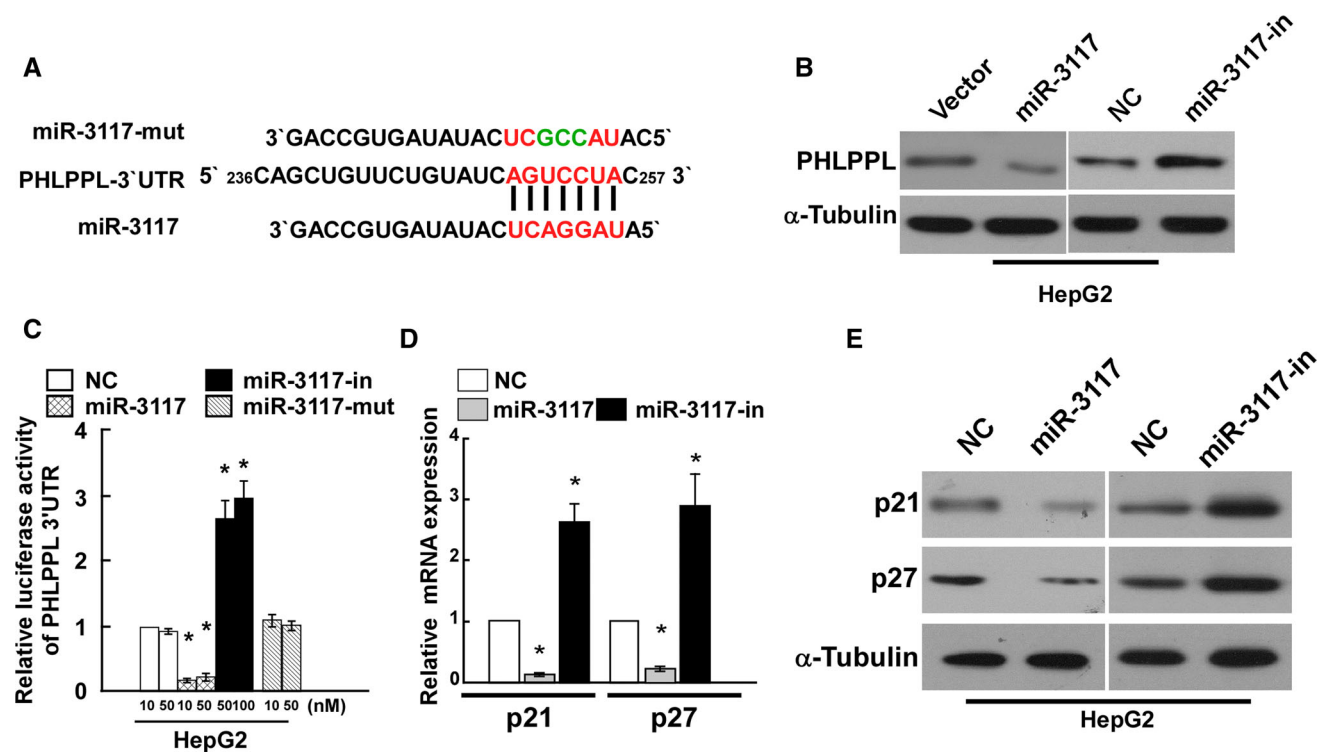 A
miR-3117-mut 3`GACCGUGAUAUACUCGCCAUAC5`
PHLPPL-3`UTR 5` 236CAGCTGUUCTGUAUCAGUCCUAC257 3`
miR-3117 3`GACCGUGAUAUACUCAGGAUA5`
B
Vector miR-3117 NC miR-3117-in
PHLPPL
α-Tubulin
HepG2
C
NC miR-3117-in
miR-3117 miR-3117-mut
Relative luciferase activity
of PHLPPL 3'UTR
4
3
2
1
0
* * * *
10 50 10 50 50 100 10 50 (nM)
HepG2
D
NC
miR-3117 miR-3117-in
Relative mRNA expression
4
3
2
1
0
* * * *
p21 p27
E
NC miR-3117 NC miR-3117-in
p21
p27
α-Tubulin
HepG2